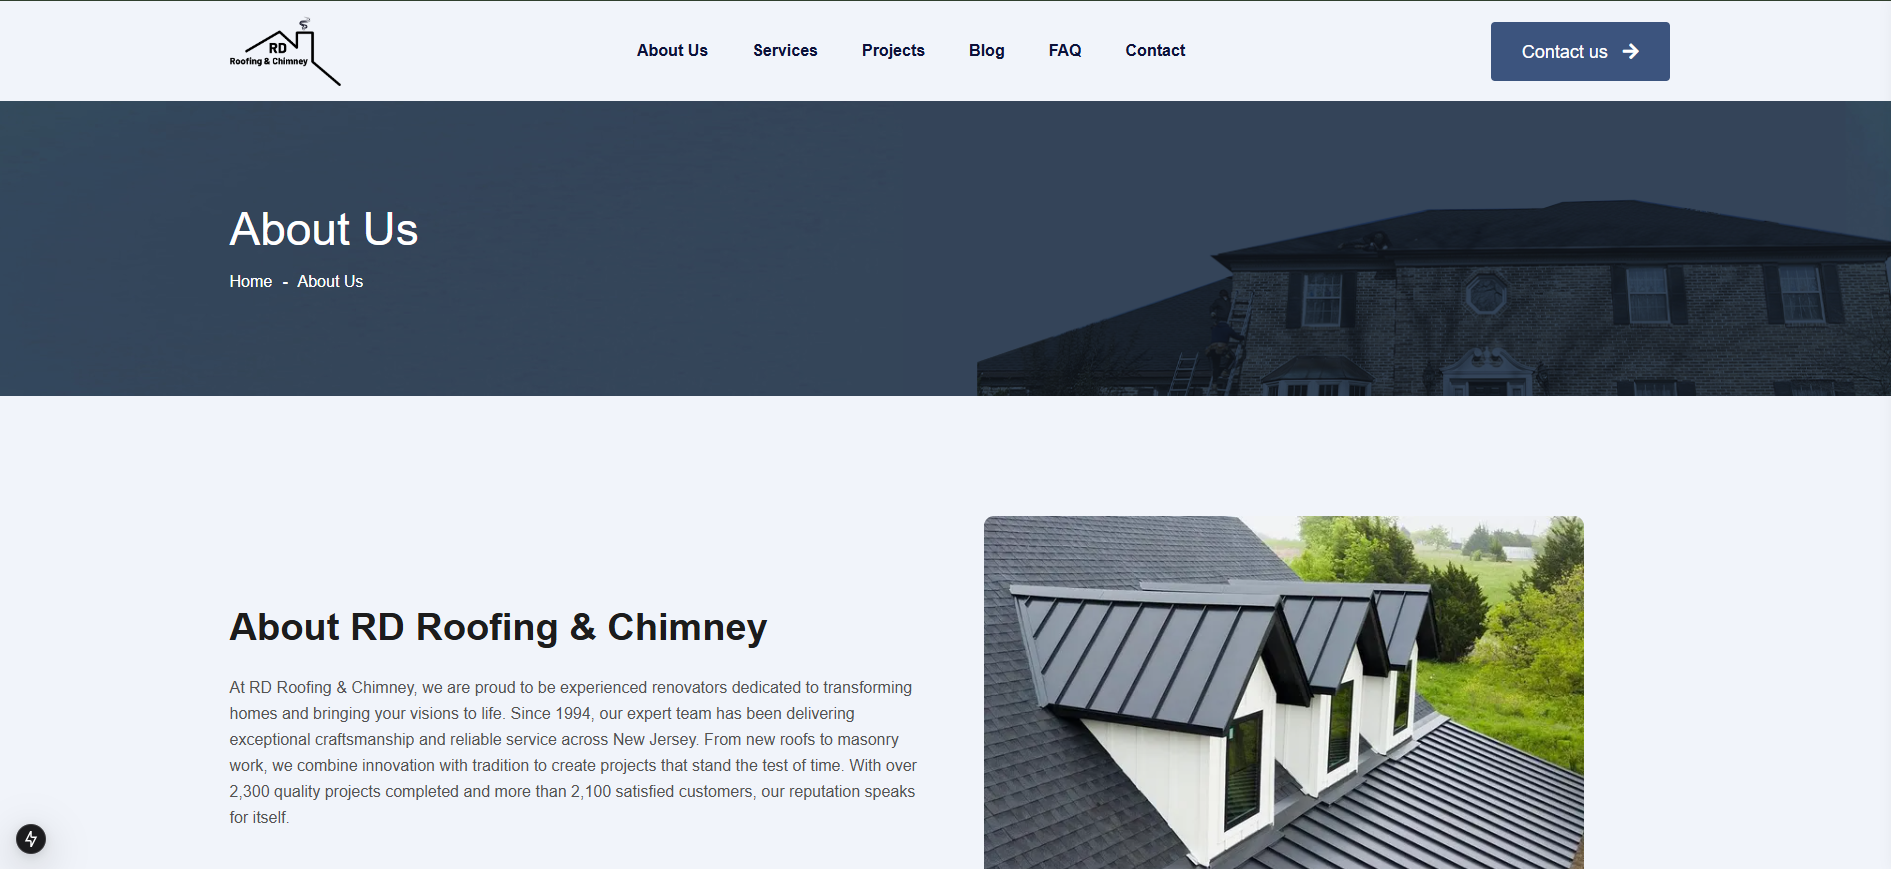 RD
Roofing & Chimney
About Us
Services
Projects
Blog
FAQ
Contact
Contact us
About Us
Home - About Us
About RD Roofing & Chimney
At RD Roofing & Chimney, we are proud to be experienced renovators dedicated to transforming
homes and bringing your visions to life. Since 1994, our expert team has been delivering
exceptional craftsmanship and reliable service across New Jersey. From new roofs to masonry
work, we combine innovation with tradition to create projects that stand the test of time. With over
2,300 quality projects completed and more than 2,100 satisfied customers, our reputation speaks
for itself.